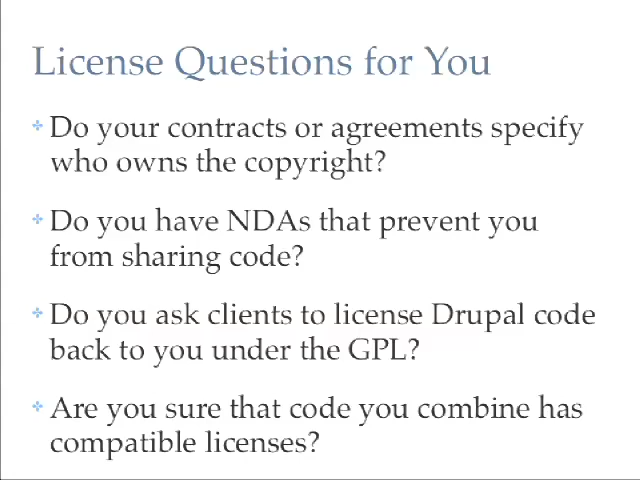 License Questions for You
Do your contracts or agreements specify
who owns the copyright?
Do you have NDAs that prevent you
from sharing code?
Do you ask clients to license Drupal code
back to you under the GPL?
Are you sure that code you combine has
compatible licenses?